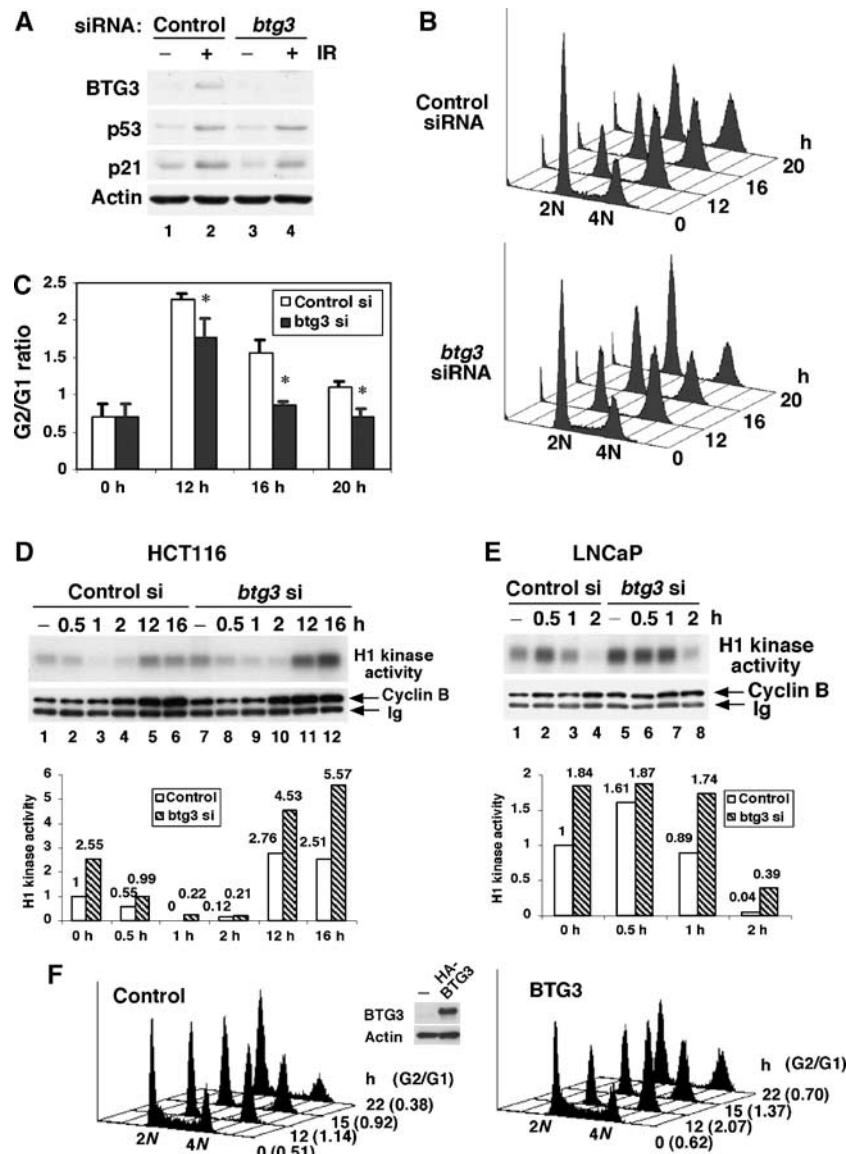 A
siRNA: Control btg3
− + − + IR
BTG3
p53
p21
Actin
1 2 3 4
B
Control
siRNA
2N 4N
0 12 16 20
h
btg3
siRNA
2N 4N
0 12 16 20
h
C
G2/G1 ratio
2.5
2
1.5
1
0.5
0
Control si
btg3 si
* * *
0 h 12 h 16 h 20 h
D
HCT116
Control si btg3 si
− 0.5 1 2 12 16 − 0.5 1 2 12 16 h
H1 kinase
activity
Cyclin B
Ig
1 2 3 4 5 6 7 8 9 10 11 12
H1 kinase activity
6
5
4
3
2
1
0
Control
btg3 si
1 2.55 0.55 0.99 0 0.22 0.12 0.21 2.76 4.53 2.51 5.57
0 h 0.5 h 1 h 2 h 12 h 16 h
E
LNCaP
Control si btg3 si
− 0.5 1 2 − 0.5 1 2 h
H1 kinase
activity
Cyclin B
Ig
1 2 3 4 5 6 7 8
H1 kinase activity
2
1.5
1
0.5
0
Control
btg3 si
1 1.84 1.61 1.87 0.89 1.74 0.04 0.39
0 h 0.5 h 1 h 2 h
F
Control
2N 4N
h (G2/G1)
22 (0.38)
15 (0.92)
12 (1.14)
0 (0.51)
− HA-
BTG3
BTG3
Actin
BTG3
2N 4N
h (G2/G1)
22 (0.70)
15 (1.37)
12 (2.07)
0 (0.62)